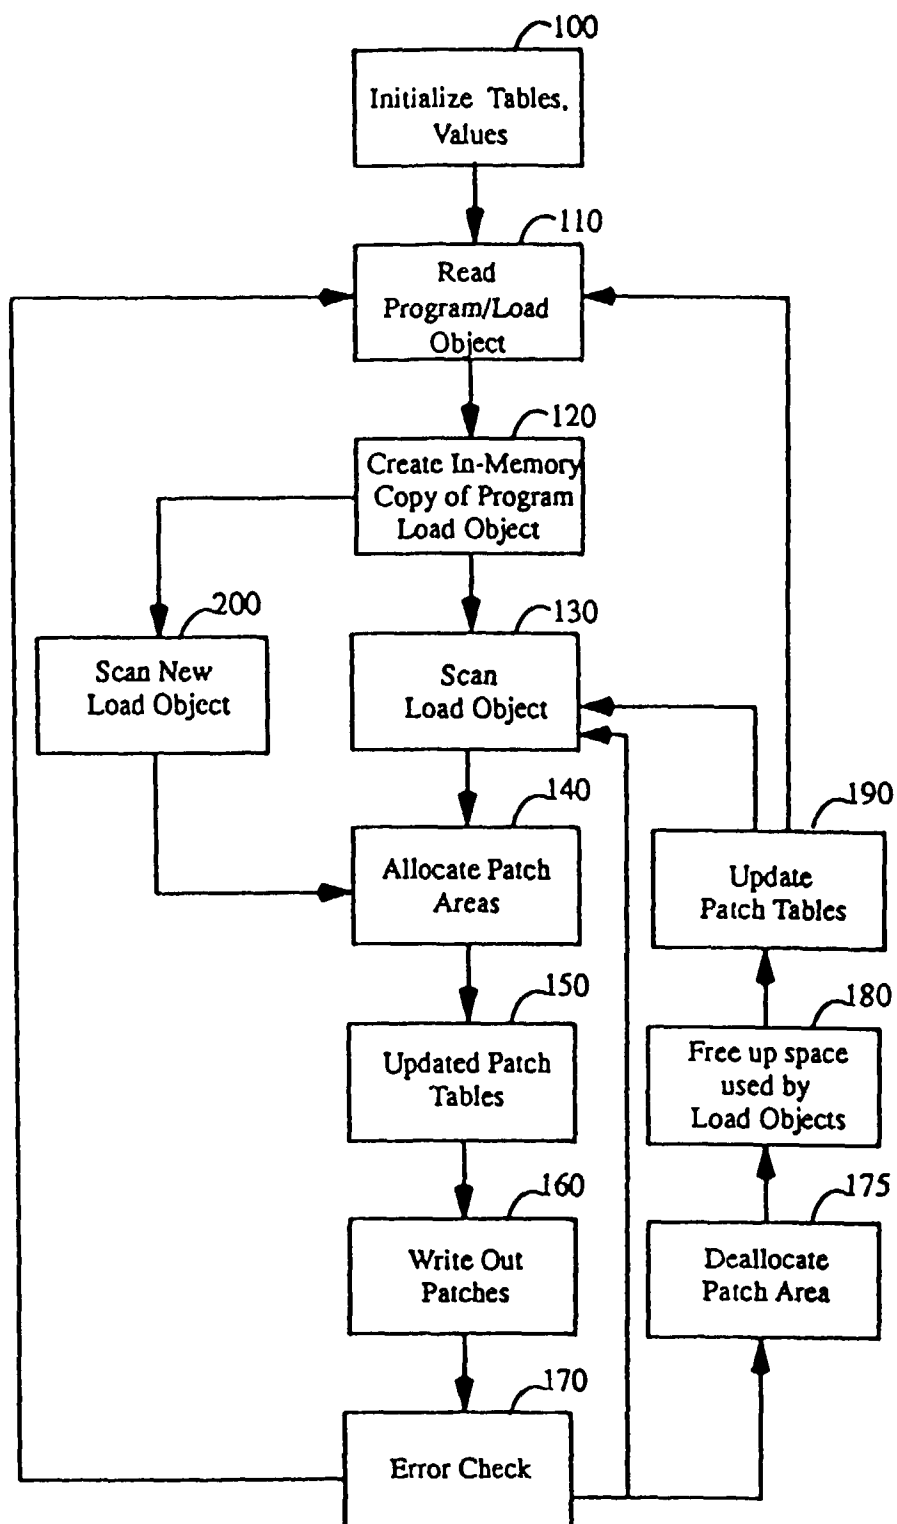 100
Initialize Tables,
Values
110
Read
Program/Load
Object
120
Create In-Memory
Copy of Program
Load Object
200
Scan New
Load Object
130
Scan
Load Object
140
Allocate Patch
Areas
190
Update
Patch Tables
150
Updated Patch
Tables
180
Free up space
used by
Load Objects
160
Write Out
Patches
175
Deallocate
Patch Area
170
Error Check